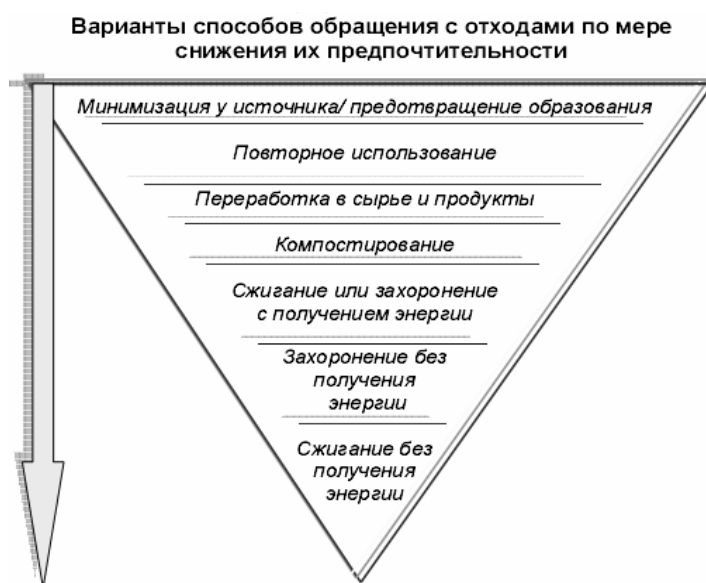 Варианты способов обращения с отходами по мере
снижения их предпочтительности
Минимизация у источника/ предотвращение образования
Повторное использование
Переработка в сырье и продукты
Компостирование
Сжигание или захоронение
с получением энергии
Захоронение без
получения
энергии
Сжигание без
получения
энергии